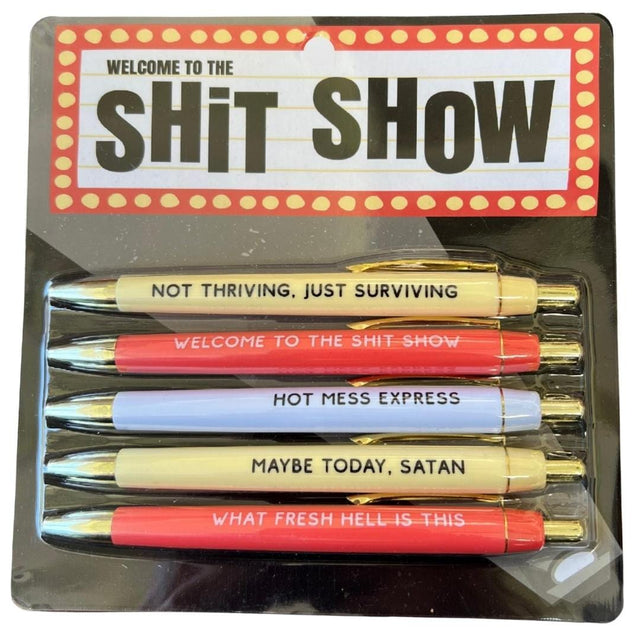 WELCOME TO THE
SHiT SHOW
NOT THRIVING, JUST SURVIVING
WELCOME TO THE SHIT SHOW
HOT MESS EXPRESS
MAYBE TODAY, SATAN
WHAT FRESH HELL IS THIS